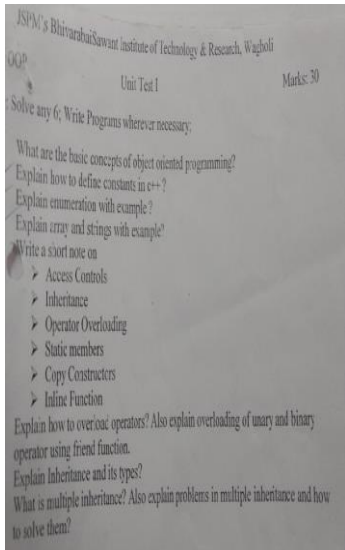 JSPM's BhivarabaiSawant Institute of Technology & Research, Wagholi
OOP
Unit Test I Marks: 30
: Solve any 6; Write Programs wherever necessary;
What are the basic concepts of object oriented programming?
Explain how to define constants in c++?
Explain enumeration with example?
Explain array and strings with example?
Write a short note on
➤ Access Controls
➤ Inheritance
➤ Operator Overloading
➤ Static members
➤ Copy Constructors
➤ Inline Function
Explain how to overload operators? Also explain overloading of unary and binary
operator using friend function.
Explain Inheritance and its types?
What is multiple inheritance? Also explain problems in multiple inheritance and how
to solve them?